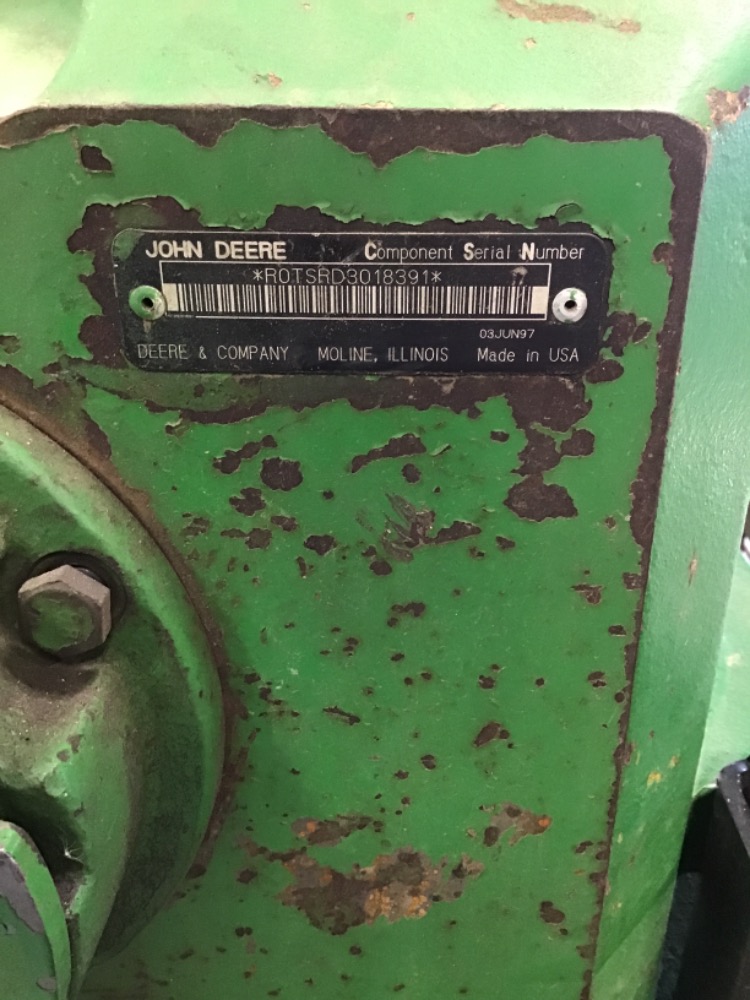 JOHN DEERE Component Serial Number
*R0TSRD3018391*
03JUN97
DEERE & COMPANY MOLINE, ILLINOIS Made in USA